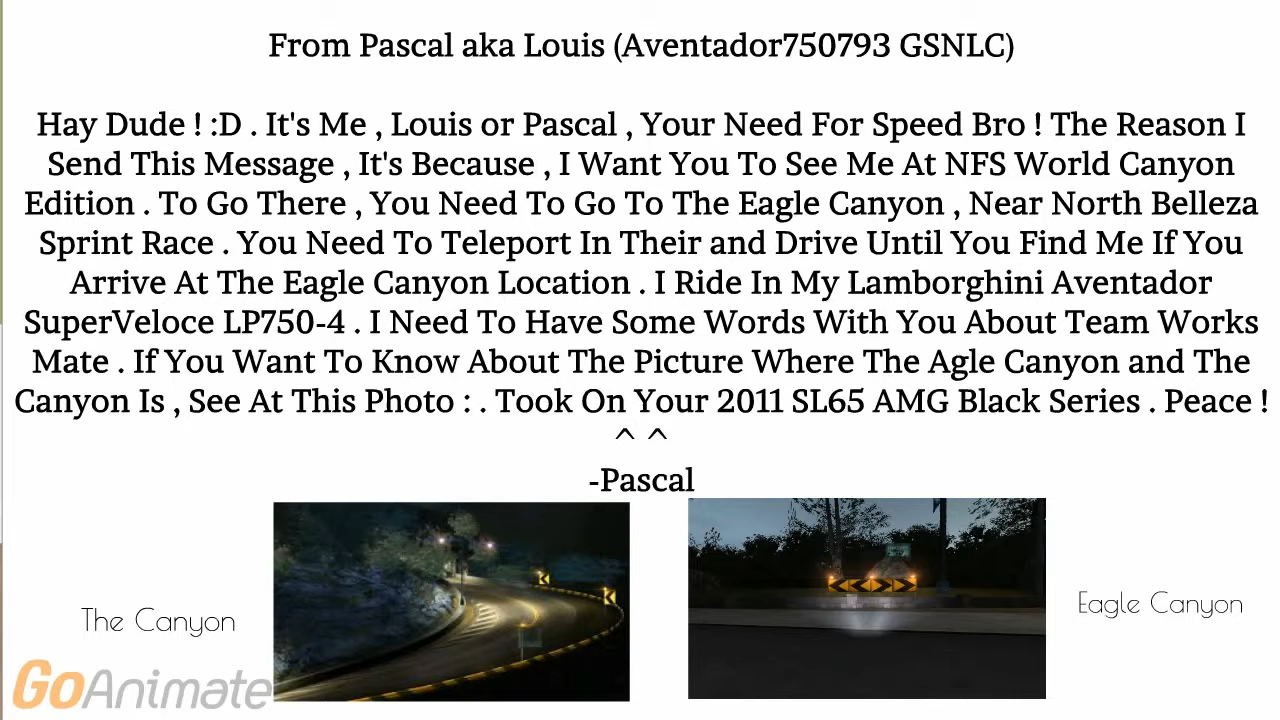 From Pascal aka Louis (Aventador750793 GSNLC)
Hay Dude ! :D . It's Me , Louis or Pascal , Your Need For Speed Bro ! The Reason I
Send This Message , It's Because , I Want You To See Me At NFS World Canyon
Edition . To Go There , You Need To Go To The Eagle Canyon , Near North Belleza
Sprint Race . You Need To Teleport In Their and Drive Until You Find Me If You
Arrive At The Eagle Canyon Location . I Ride In My Lamborghini Aventador
SuperVeloce LP750-4 . I Need To Have Some Words With You About Team Works
Mate . If You Want To Know About The Picture Where The Agle Canyon and The
Canyon Is , See At This Photo : . Took On Your 2011 SL65 AMG Black Series . Peace !
^ ^
-Pascal
The Canyon
Eagle Canyon
GoAnimate